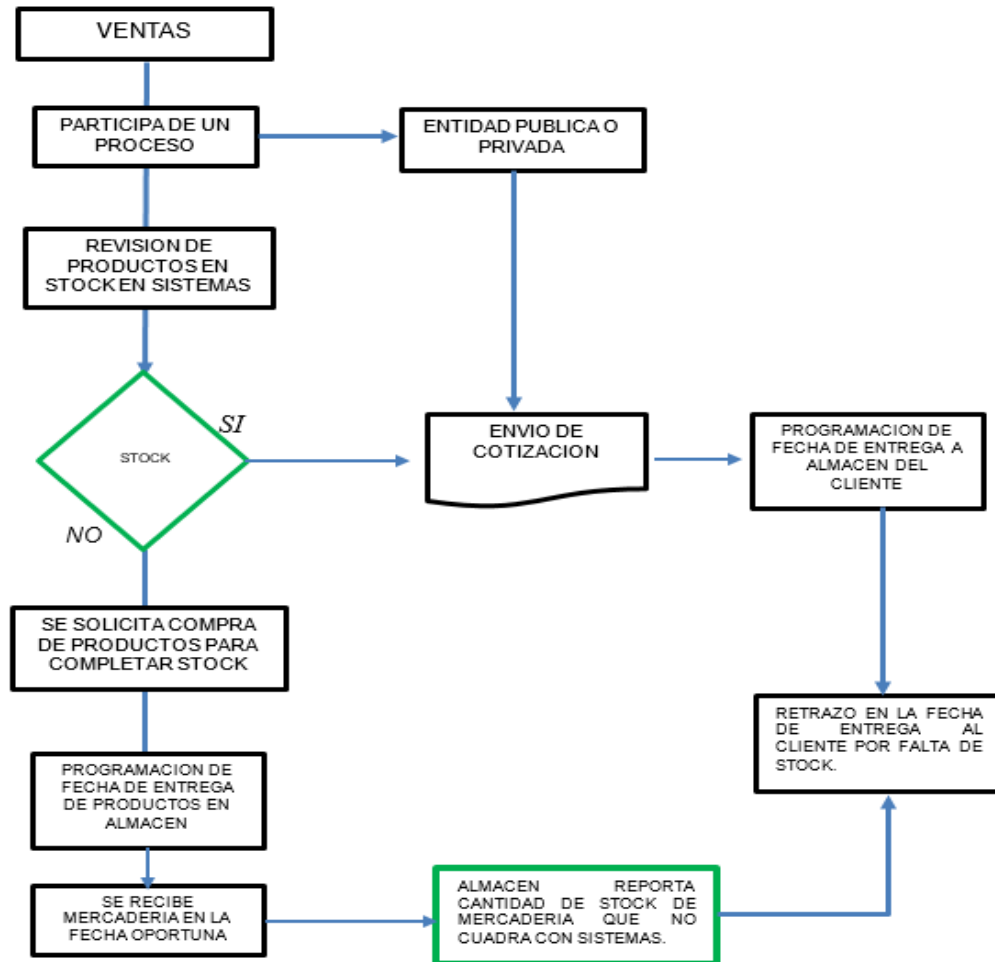 VENTAS
PARTICIPA DE UN
PROCESO
ENTIDAD PUBLICA O
PRIVADA
REVISION DE
PRODUCTOS EN
STOCK EN SISTEMAS
SI
STOCK
NO
ENVIO DE
COTIZACION
PROGRAMACION DE
FECHA DE ENTREGA A
ALMACEN DEL
CLIENTE
SE SOLICITA COMPRA
DE PRODUCTOS PARA
COMPLETAR STOCK
RETRAZO EN LA FECHA
DE ENTREGA AL
CLIENTE POR FALTA DE
STOCK.
PROGRAMACION DE
FECHA DE ENTREGA
DE PRODUCTOS EN
ALMACEN
SE RECIBE
MERCADERIA EN LA
FECHA OPORTUNA
ALMACEN REPORTA
CANTIDAD DE STOCK DE
MERCADERIA QUE NO
CUADRA CON SISTEMAS.